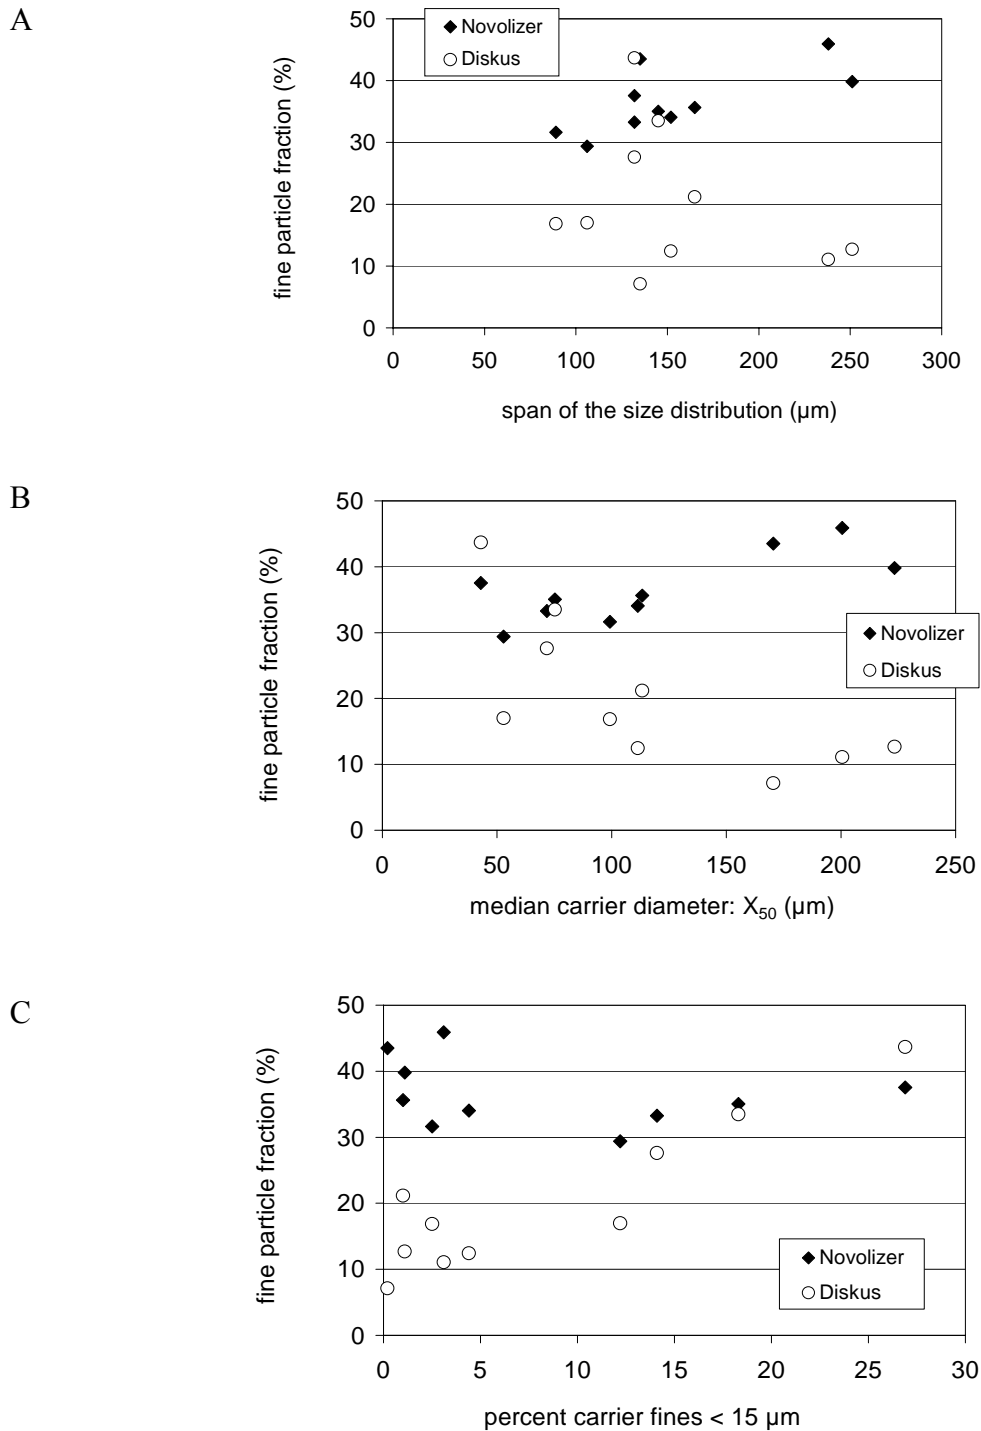 A
50
40
30
20
10
0
fine particle fraction (%)
Novolizer
Diskus
0 50 100 150 200 250 300
span of the size distribution (µm)
B
50
40
30
20
10
0
fine particle fraction (%)
Novolizer
Diskus
0 50 100 150 200 250
median carrier diameter: X₅₀ (µm)
C
50
40
30
20
10
0
fine particle fraction (%)
Novolizer
Diskus
0 5 10 15 20 25 30
percent carrier fines < 15 µm